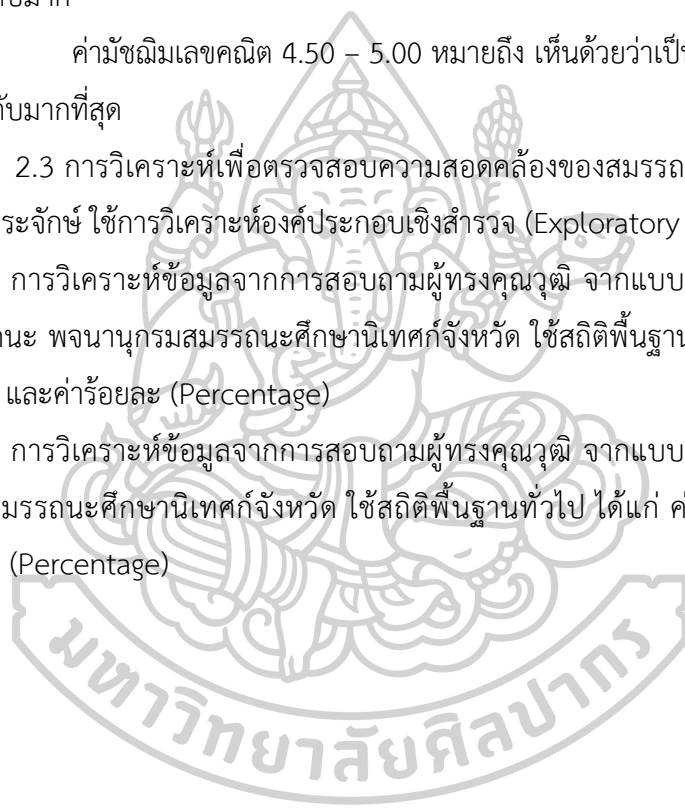 ค่ามัชฌิมเลขคณิต 4.50 – 5.00 หมายถึง เห็นด้วยว่าเป็น
ับมากที่สุด
2.3 การวิเคราะห์เพื่อตรวจสอบความสอดคล้องของสมรรถ
ระจักษ์ ใช้การวิเคราะห์องค์ประกอบเชิงสำรวจ (Exploratory
การวิเคราะห์ข้อมูลจากการสอบถามผู้ทรงคุณวุฒิ จากแบบ
นะ พจนานุกรมสมรรถนะศึกษานิเทศก์จังหวัด ใช้สถิติพื้นฐาน
และค่าร้อยละ (Percentage)
การวิเคราะห์ข้อมูลจากการสอบถามผู้ทรงคุณวุฒิ จากแบบ
มรรถนะศึกษานิเทศก์จังหวัด ใช้สถิติพื้นฐานทั่วไป ได้แก่ ค่
(Percentage)
มหาวิทยาลัยศิลปากร